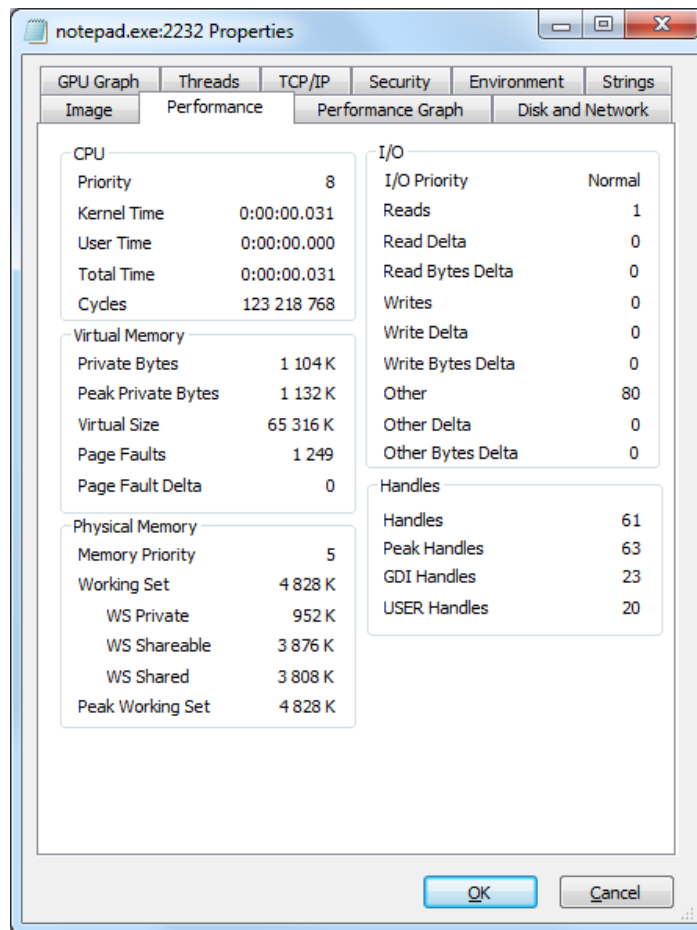 notepad.exe:2232 Properties
GPU Graph Threads TCP/IP Security Environment Strings
Image Performance Performance Graph Disk and Network
CPU
Priority 8
Kernel Time 0:00:00.031
User Time 0:00:00.000
Total Time 0:00:00.031
Cycles 123 218 768
Virtual Memory
Private Bytes 1 104 K
Peak Private Bytes 1 132 K
Virtual Size 65 316 K
Page Faults 1 249
Page Fault Delta 0
Physical Memory
Memory Priority 5
Working Set 4 828 K
WS Private 952 K
WS Shareable 3 876 K
WS Shared 3 808 K
Peak Working Set 4 828 K
I/O
I/O Priority Normal
Reads 1
Read Delta 0
Read Bytes Delta 0
Writes 0
Write Delta 0
Write Bytes Delta 0
Other 80
Other Delta 0
Other Bytes Delta 0
Handles
Handles 61
Peak Handles 63
GDI Handles 23
USER Handles 20
OK Cancel